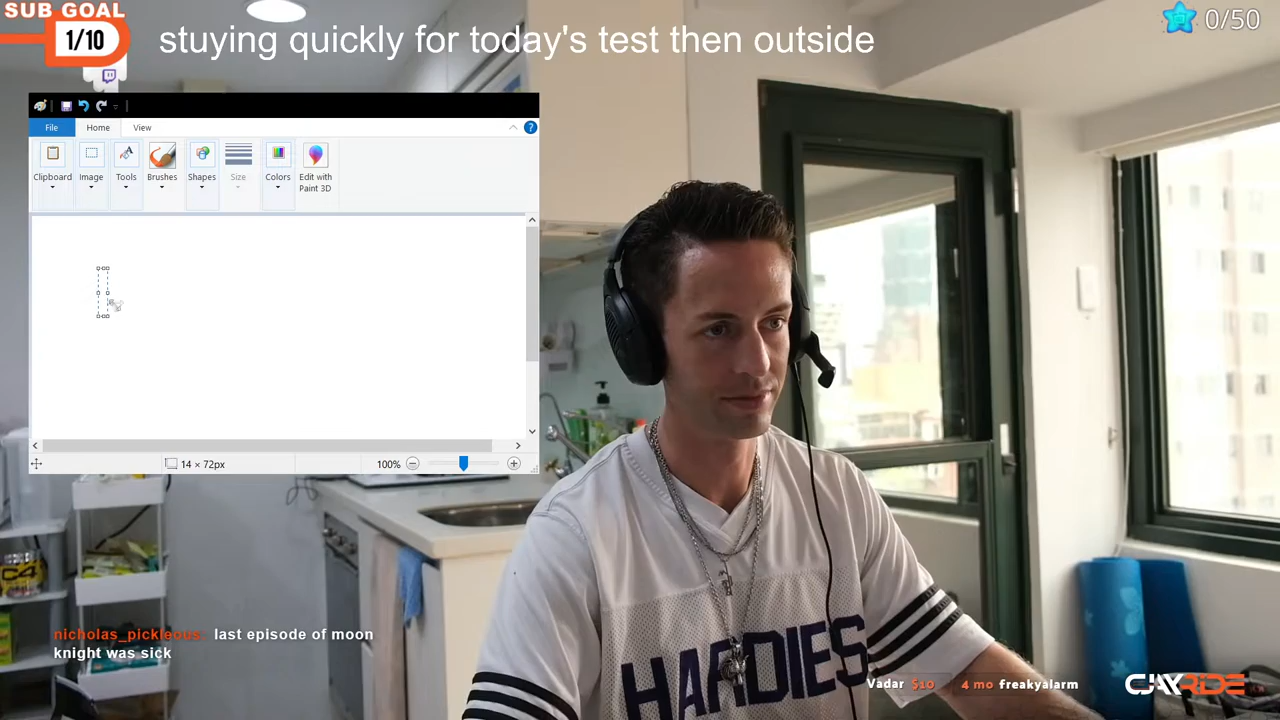 SUB GOAL
1/10
stuying quickly for today's test then outside
0/50
File
Home
View
Clipboard
Image
Tools
Brushes
Shapes
Size
Colors
Edit with
Paint 3D
14 × 72px
100%
C4
nicholas_pickleous: last episode of moon
knight was sick
HARDIES
Vadar $10
4 mo freakyalarm
CJAYRIDE